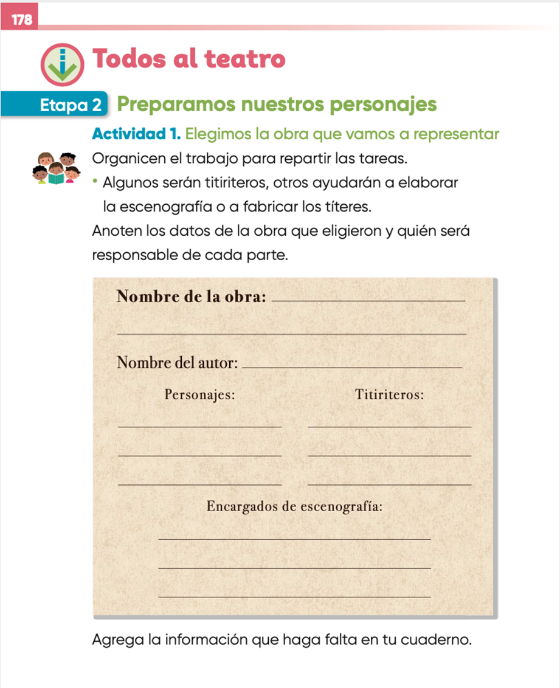 178
Todos al teatro
Etapa 2 Preparamos nuestros personajes
Actividad 1. Elegimos la obra que vamos a representar
Organicen el trabajo para repartir las tareas.
• Algunos serán titiriteros, otros ayudarán a elaborar
la escenografía o a fabricar los títeres.
Anoten los datos de la obra que eligieron y quién será
responsable de cada parte.
Nombre de la obra:
Nombre del autor:
Personajes: Titiriteros:
Encargados de escenografía:
Agrega la información que haga falta en tu cuaderno.